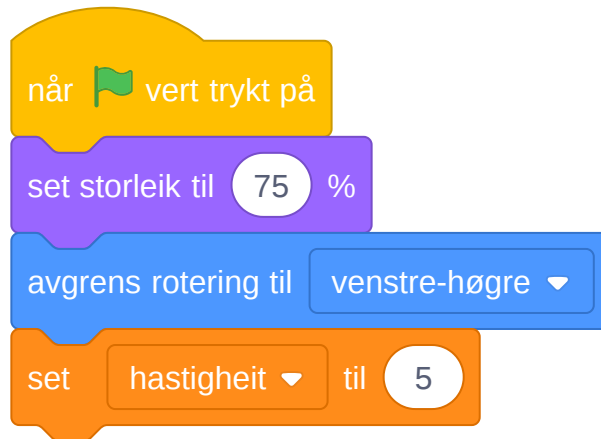 når vert trykt på
set storleik til 75 %
avgrens rotering til venstre-høgre
set hastigheit til 5